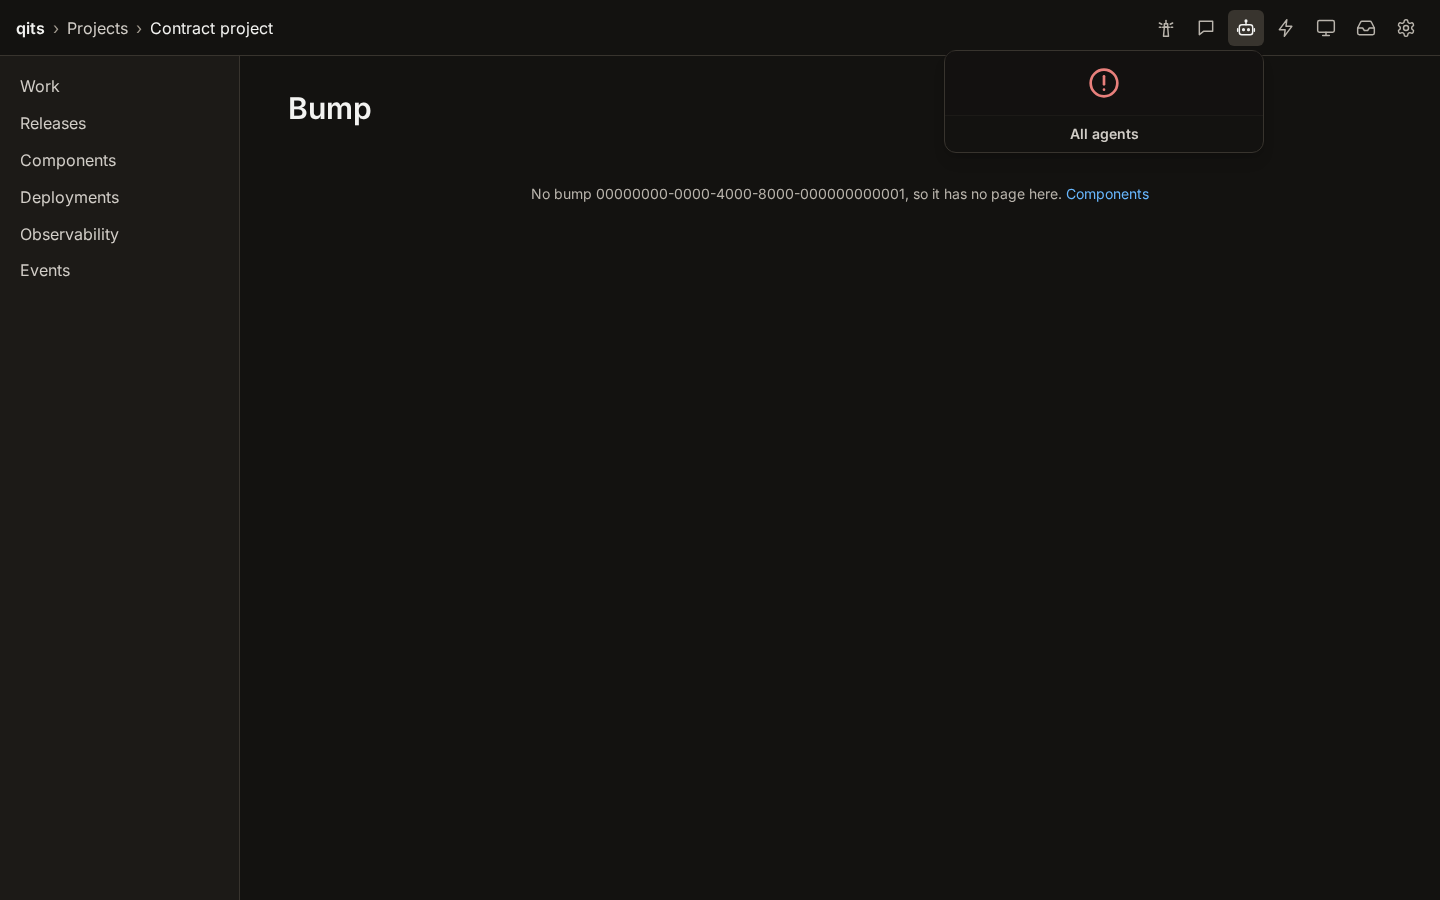 qits › Projects › Contract project
Work
Releases
Components
Deployments
Observability
Events
Bump
All agents
No bump 00000000-0000-4000-8000-000000000001, so it has no page here. Components